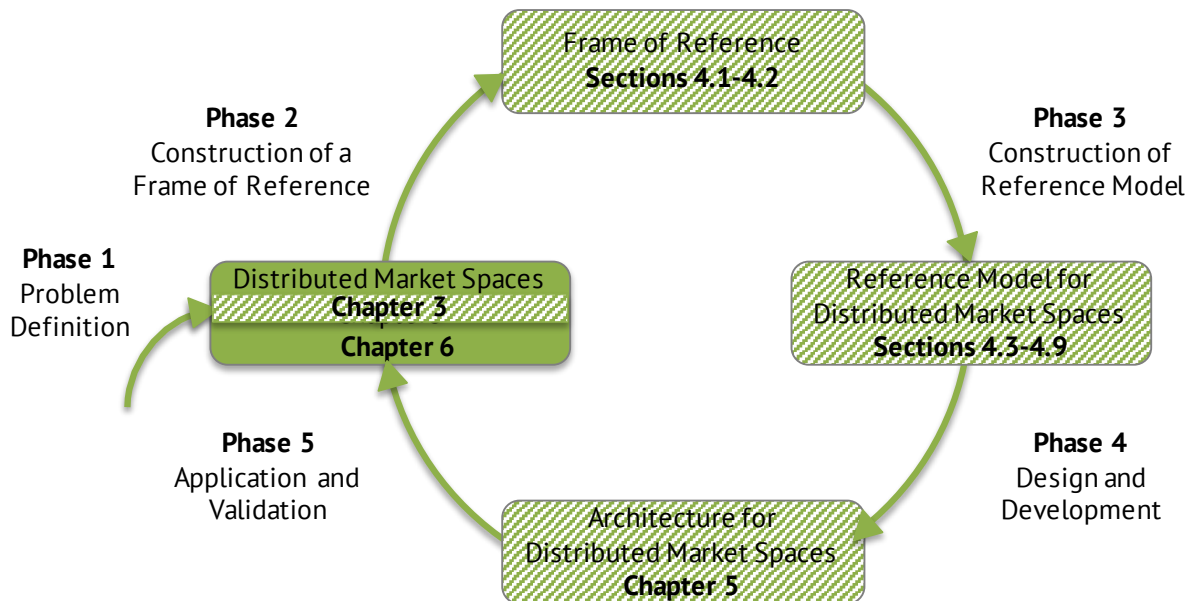 Frame of Reference
Sections 4.1-4.2
Phase 2
Construction of a
Frame of Reference
Phase 3
Construction of
Reference Model
Phase 1
Problem
Definition
Distributed Market Spaces
Chapter 3
Chapter 6
Reference Model for
Distributed Market Spaces
Sections 4.3-4.9
Phase 5
Application and
Validation
Phase 4
Design and
Development
Architecture for
Distributed Market Spaces
Chapter 5